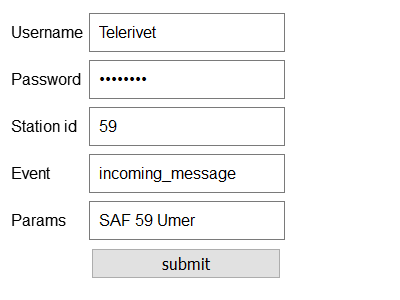 Username Telerivet
Password ••••••••
Station id 59
Event incoming_message
Params SAF 59 Umer
submit